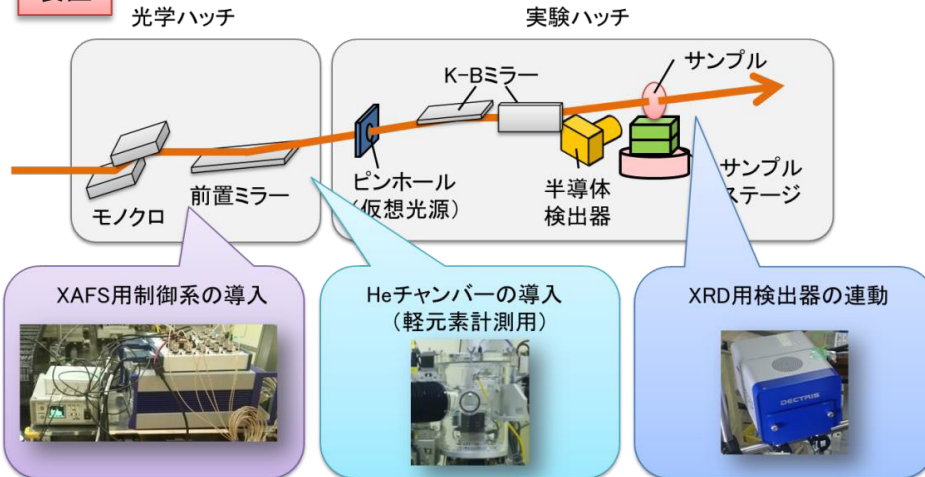 装置
光学ハッチ
実験ハッチ
サンプル
K-Bミラー
モノクロ
前置ミラー
ピンホール
(仮想光源)
半導体
検出器
サンプル
ステージ
XAFS用制御系の導入
Heチャンバーの導入
(軽元素計測用)
XRD用検出器の連動
DECTRIS